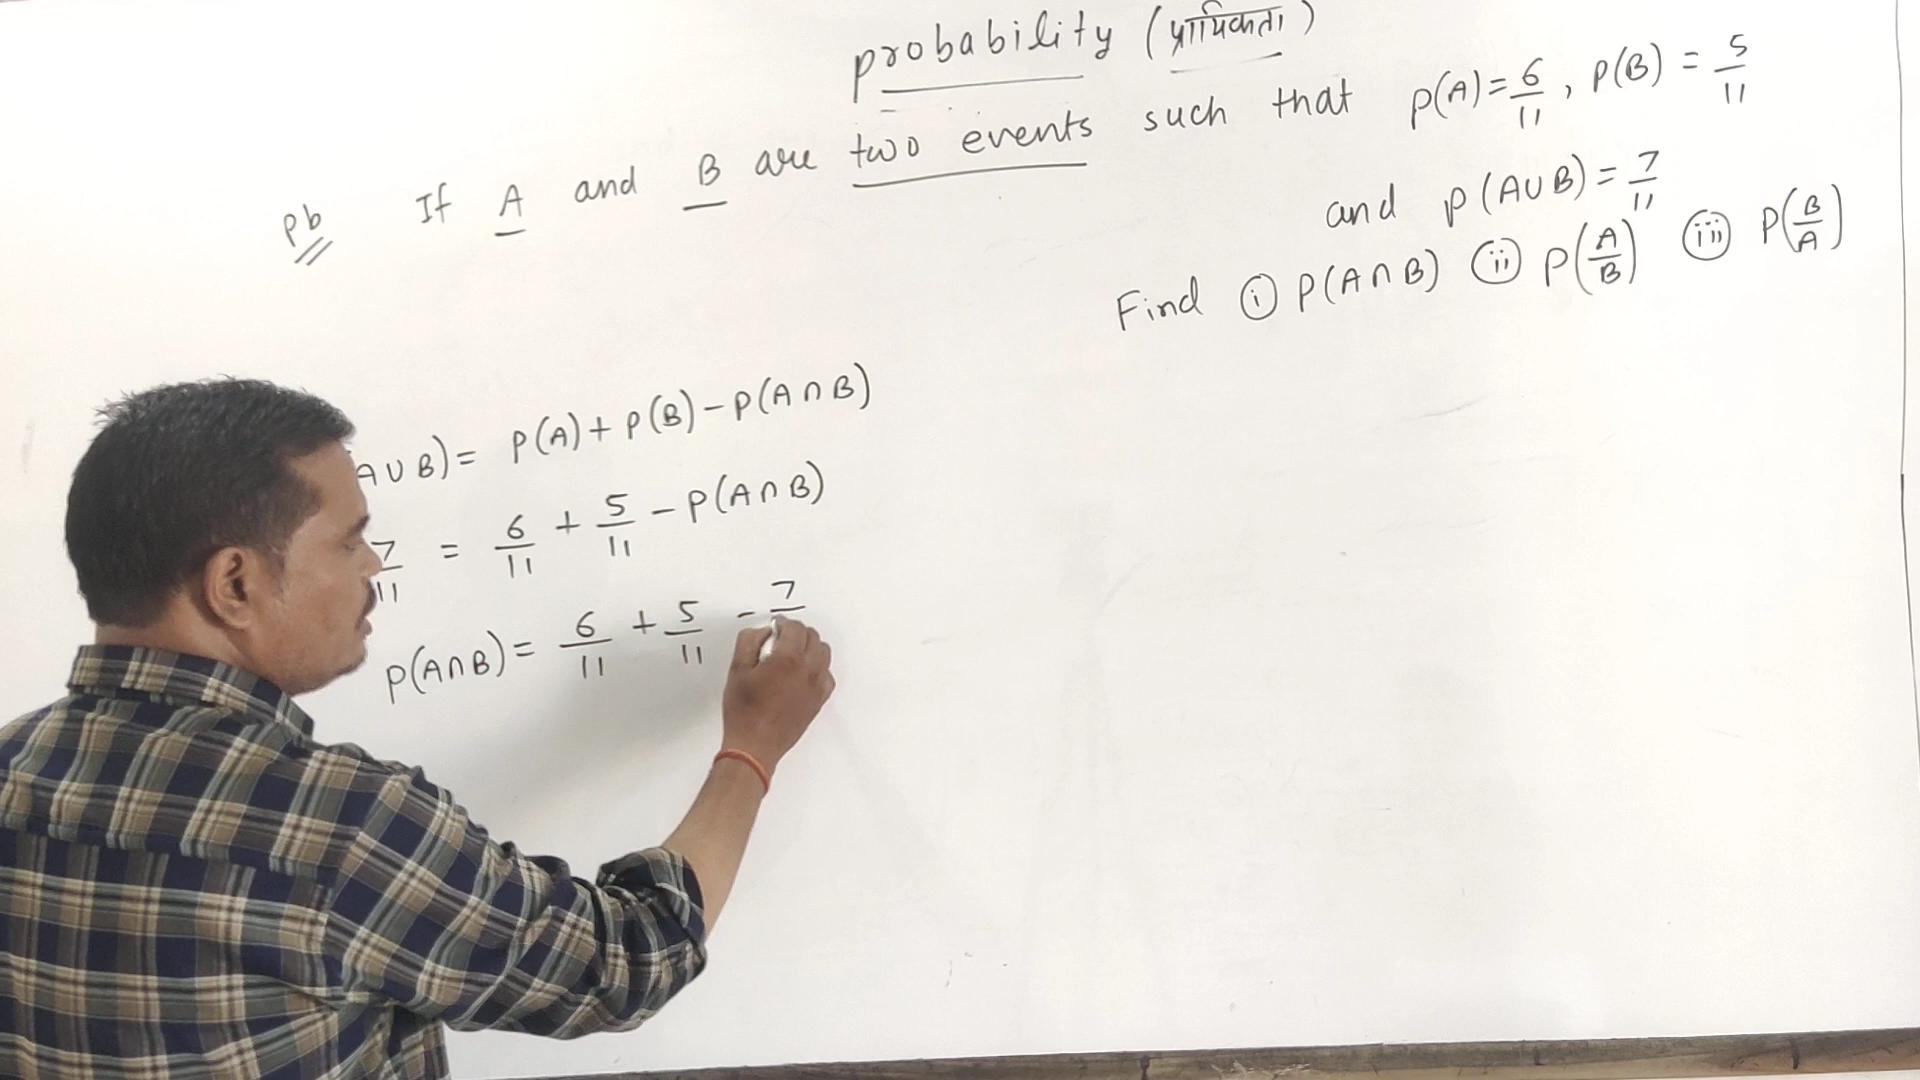 probability (प्रायिकता)
pb If A and B are two events such that P(A)=6/11, P(B) = 5/11
and P(A∪B)=7/11
Find (i) P(A∩B) (ii) P(A/B) (iii) P(B/A)
A∪B)= P(A)+P(B)-P(A∩B)
7/11 = 6/11 + 5/11 - P(A∩B)
P(A∩B)= 6/11 + 5/11 - 7